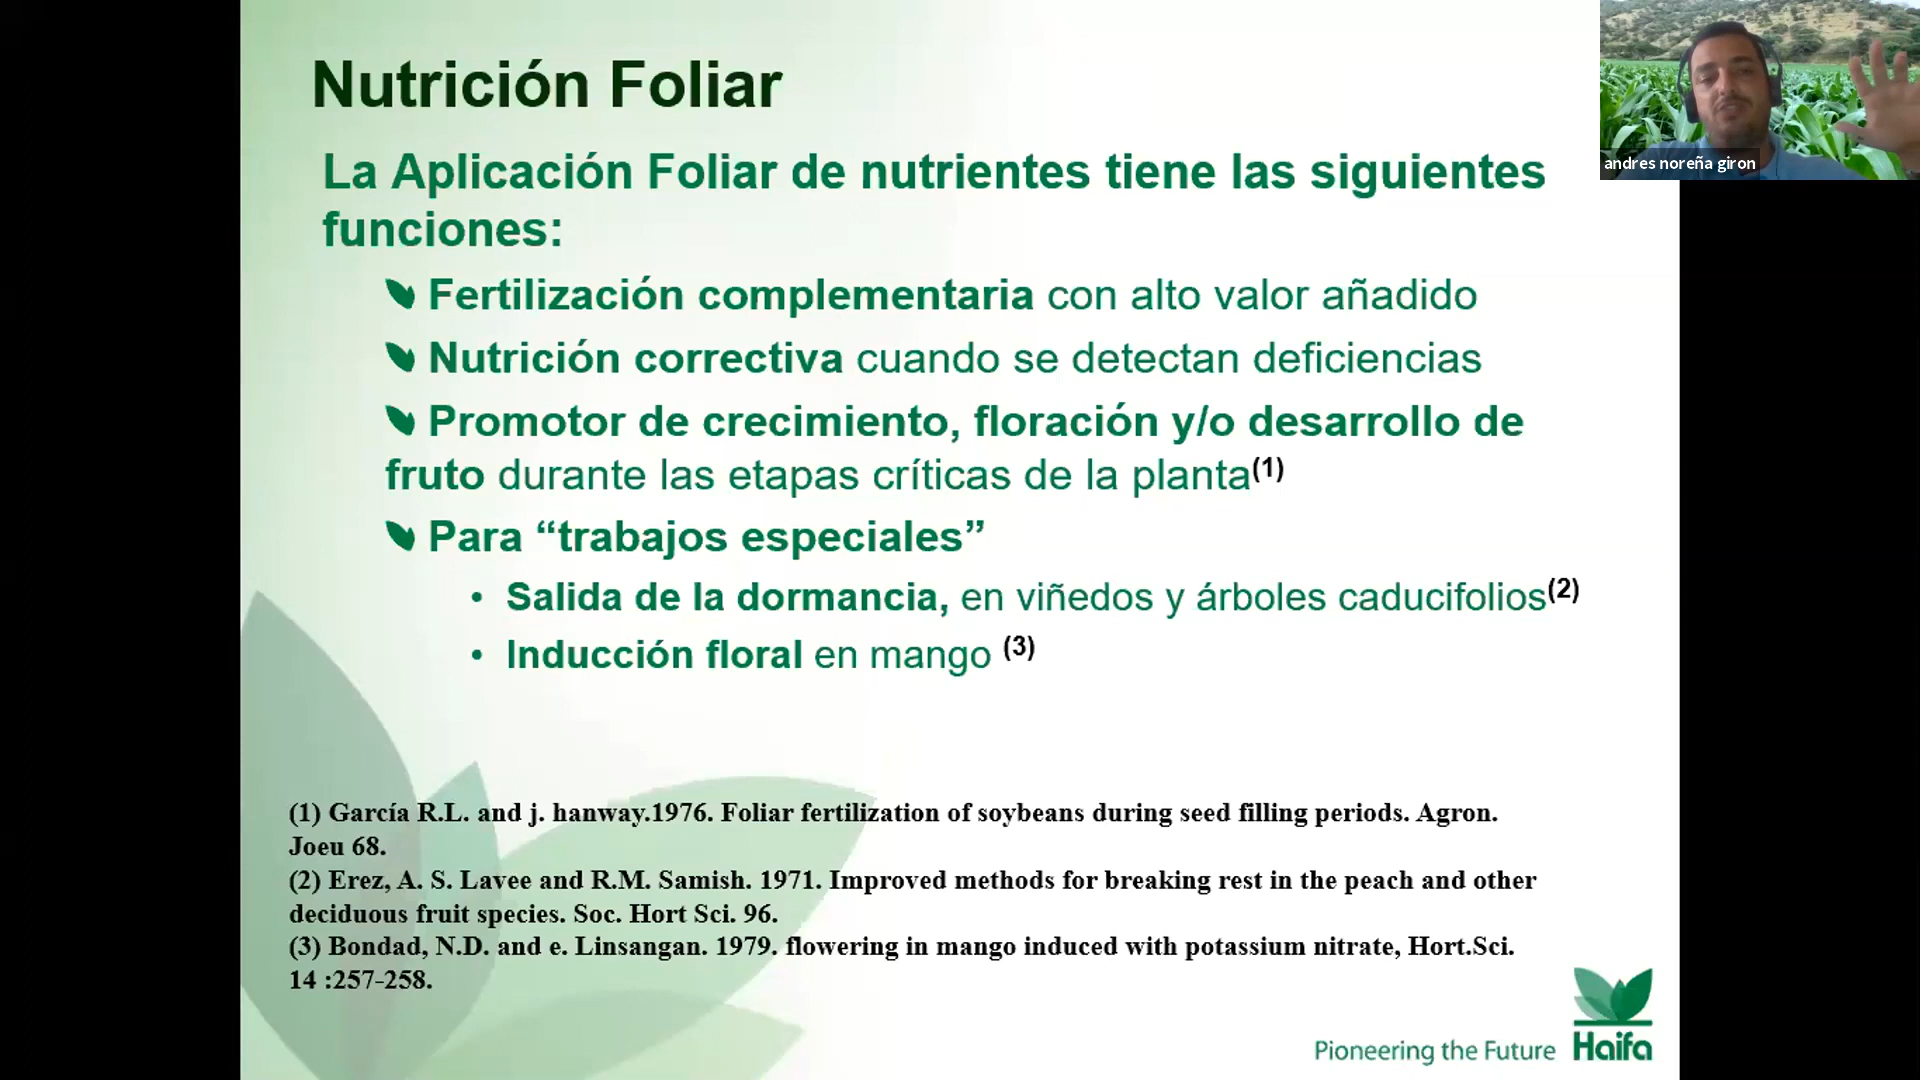 Nutrición Foliar
andres noreña giron
La Aplicación Foliar de nutrientes tiene las siguientes
funciones:
Fertilización complementaria con alto valor añadido
Nutrición correctiva cuando se detectan deficiencias
Promotor de crecimiento, floración y/o desarrollo de
fruto durante las etapas críticas de la planta(1)
Para “trabajos especiales”
• Salida de la dormancia, en viñedos y árboles caducifolios(2)
• Inducción floral en mango (3)
(1) García R.L. and j. hanway.1976. Foliar fertilization of soybeans during seed filling periods. Agron.
Joeu 68.
(2) Erez, A. S. Lavee and R.M. Samish. 1971. Improved methods for breaking rest in the peach and other
deciduous fruit species. Soc. Hort Sci. 96.
(3) Bondad, N.D. and e. Linsangan. 1979. flowering in mango induced with potassium nitrate, Hort.Sci.
14 :257-258.
Pioneering the Future Haifa